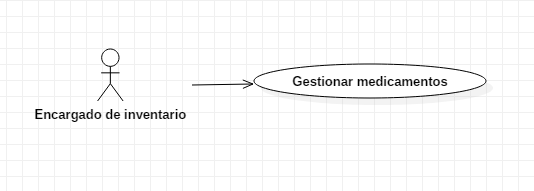 Gestionar medicamentos
Encargado de inventario